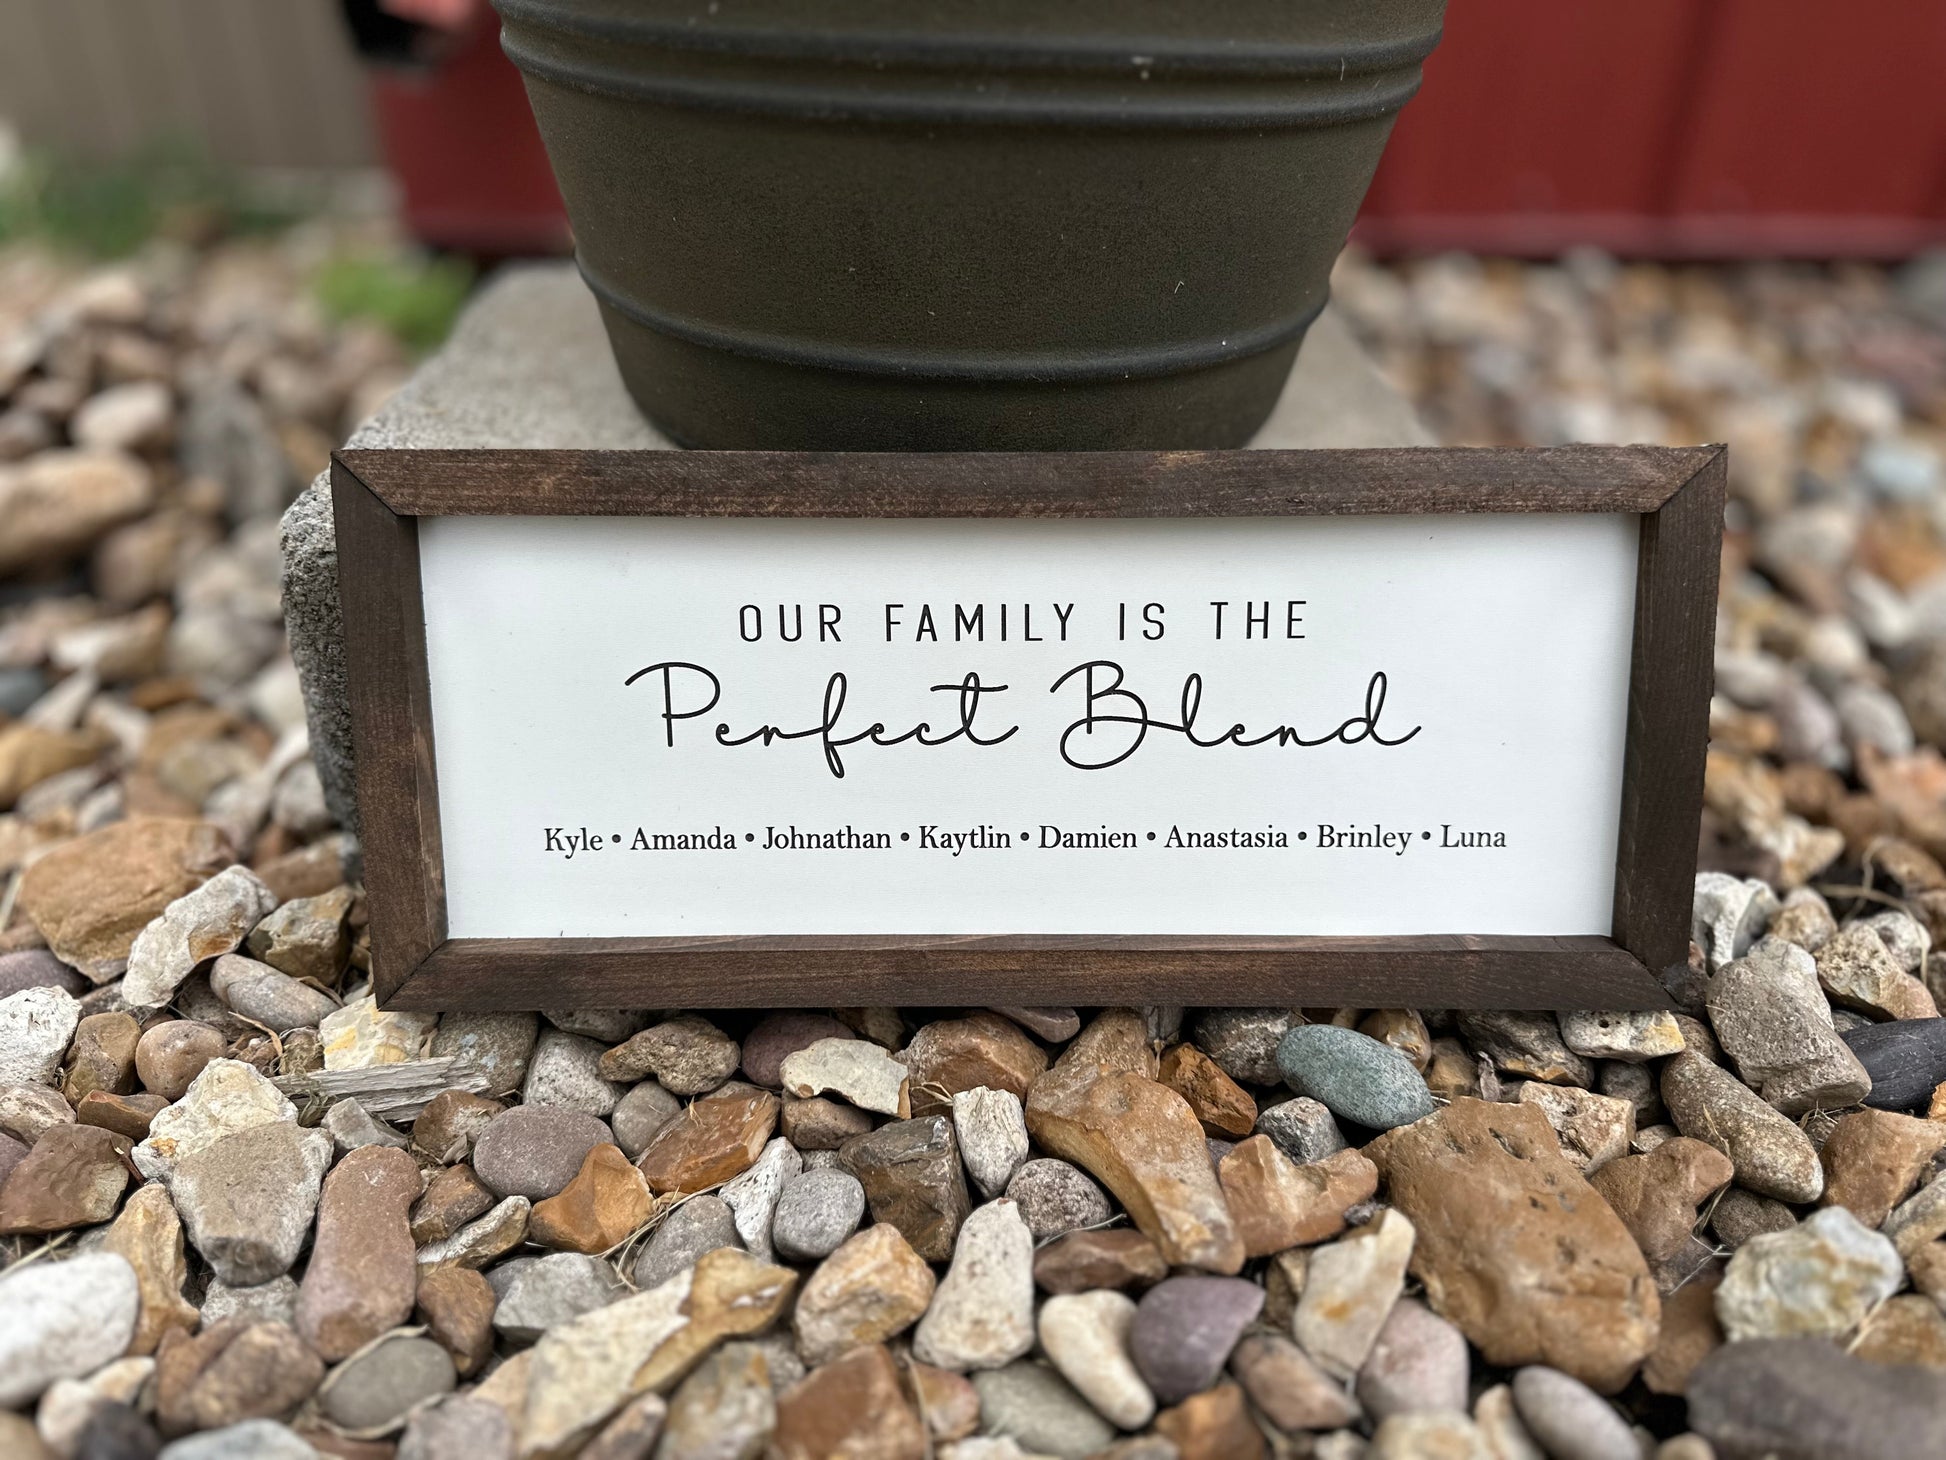 OUR FAMILY IS THE
Perfect Blend
Kyle • Amanda • Johnathan • Kaytlin • Damien • Anastasia • Brinley • Luna